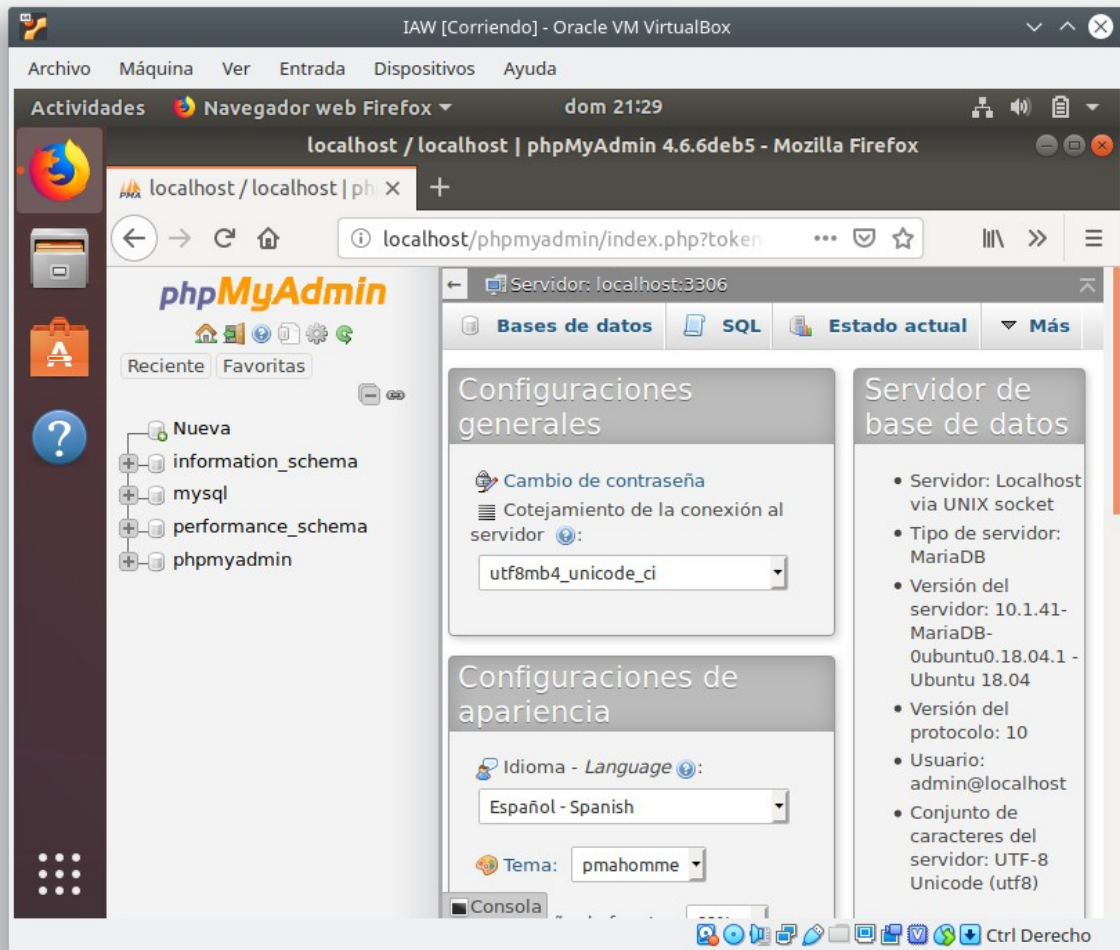 IAW [Corriendo] - Oracle VM VirtualBox
Archivo Máquina Ver Entrada Dispositivos Ayuda
Actividades Navegador web Firefox dom 21:29
localhost / localhost | phpMyAdmin 4.6.6deb5 - Mozilla Firefox
localhost / localhost | ph
localhost/phpmyadmin/index.php?token
phpMyAdmin
Reciente Favoritas
Nueva
information_schema
mysql
performance_schema
phpmyadmin
Servidor: localhost:3306
Bases de datos SQL Estado actual Más
Configuraciones
generales
Cambio de contraseña
Cotejamiento de la conexión al
servidor :
utf8mb4_unicode_ci
Configuraciones de
apariencia
Idioma - Language :
Español - Spanish
Tema: pmahomme
Consola
Servidor de
base de datos
Servidor: Localhost
via UNIX socket
Tipo de servidor:
MariaDB
Versión del
servidor: 10.1.41-
MariaDB-
0ubuntu0.18.04.1 -
Ubuntu 18.04
Versión del
protocolo: 10
Usuario:
admin@localhost
Conjunto de
caracteres del
servidor: UTF-8
Unicode (utf8)
Ctrl Derecho